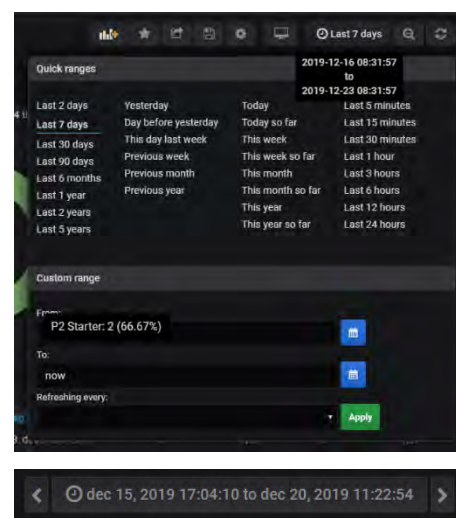 Last 7 days
Quick ranges
2019-12-16 08:31:57
to
2019-12-23 08:31:57
Last 2 days Yesterday Today Last 5 minutes
Last 7 days Day before yesterday Today so far Last 15 minutes
Last 30 days This day last week This week Last 30 minutes
Last 90 days Previous week This week so far Last 1 hour
Last 6 months Previous month This month Last 3 hours
Last 1 year Previous year This month so far Last 6 hours
Last 2 years This year Last 12 hours
Last 5 years This year so far Last 24 hours
Custom range
From:
P2 Starter: 2 (66.67%)
To:
now
Refreshing every:
Apply
dec 15, 2019 17:04:10 to dec 20, 2019 11:22:54